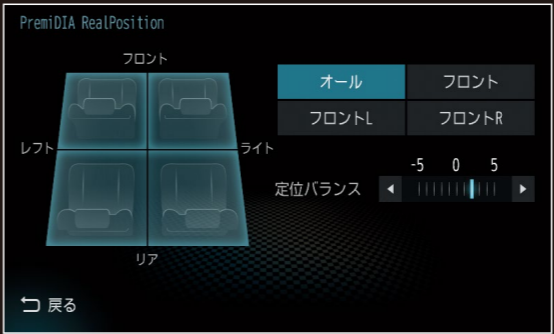 PremiDIA RealPosition
フロント
オール フロント
フロントL フロントR
レフト ライト
-5 0 5
定位バランス
リア
戻る